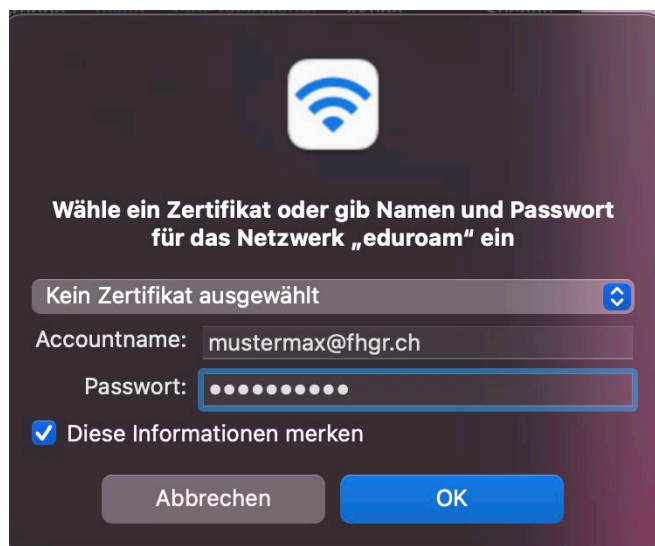 Wähle ein Zertifikat oder gib Namen und Passwort
für das Netzwerk „eduroam“ ein
Kein Zertifikat ausgewählt
Accountname: mustermax@fhgr.ch
Passwort: ••••••••••
Diese Informationen merken
Abbrechen OK